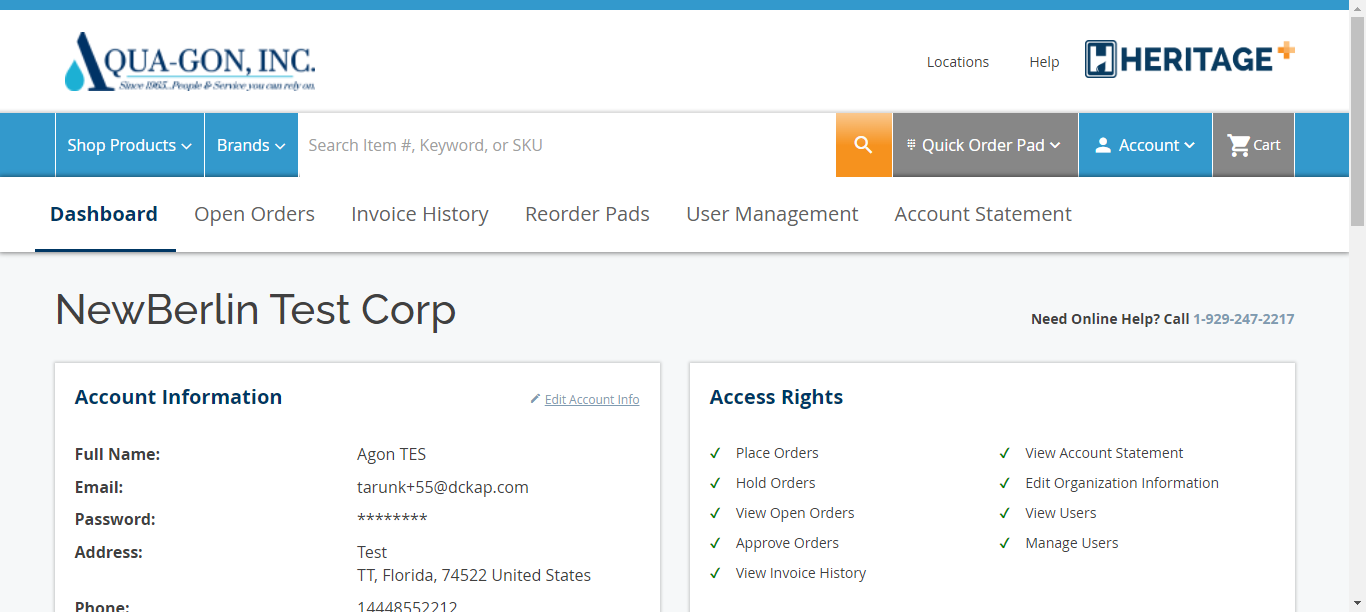 AQUA-GON, INC.
Since 1963...People & Service you can rely on.
Locations Help HERITAGE+
Shop Products Brands Search Item #, Keyword, or SKU Quick Order Pad Account Cart
Dashboard Open Orders Invoice History Reorder Pads User Management Account Statement
NewBerlin Test Corp
Need Online Help? Call 1-929-247-2217
Account Information Edit Account Info
Full Name: Agon TES
Email: tarunk+55@dckap.com
Password: ********
Address: Test
TT, Florida, 74522 United States
Phone: 14448552212
Access Rights
Place Orders
Hold Orders
View Open Orders
Approve Orders
View Invoice History
View Account Statement
Edit Organization Information
View Users
Manage Users